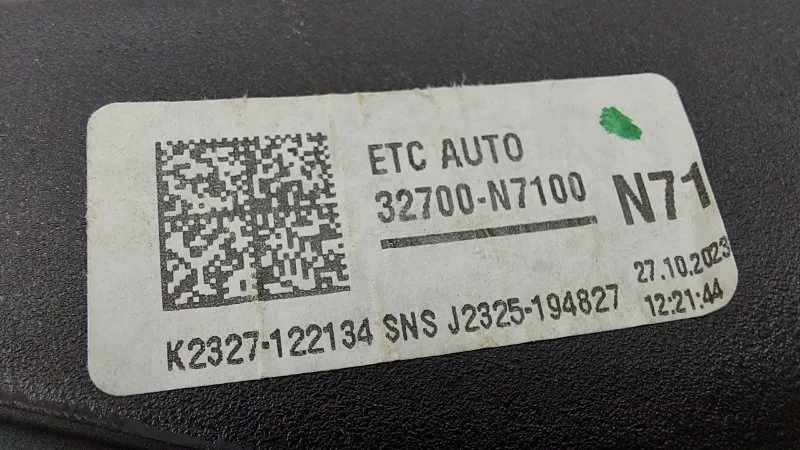 ETC AUTO
32700-N7100
N71
27.10.2023
12:21:44
K2327-122134 SNS J2325-194827